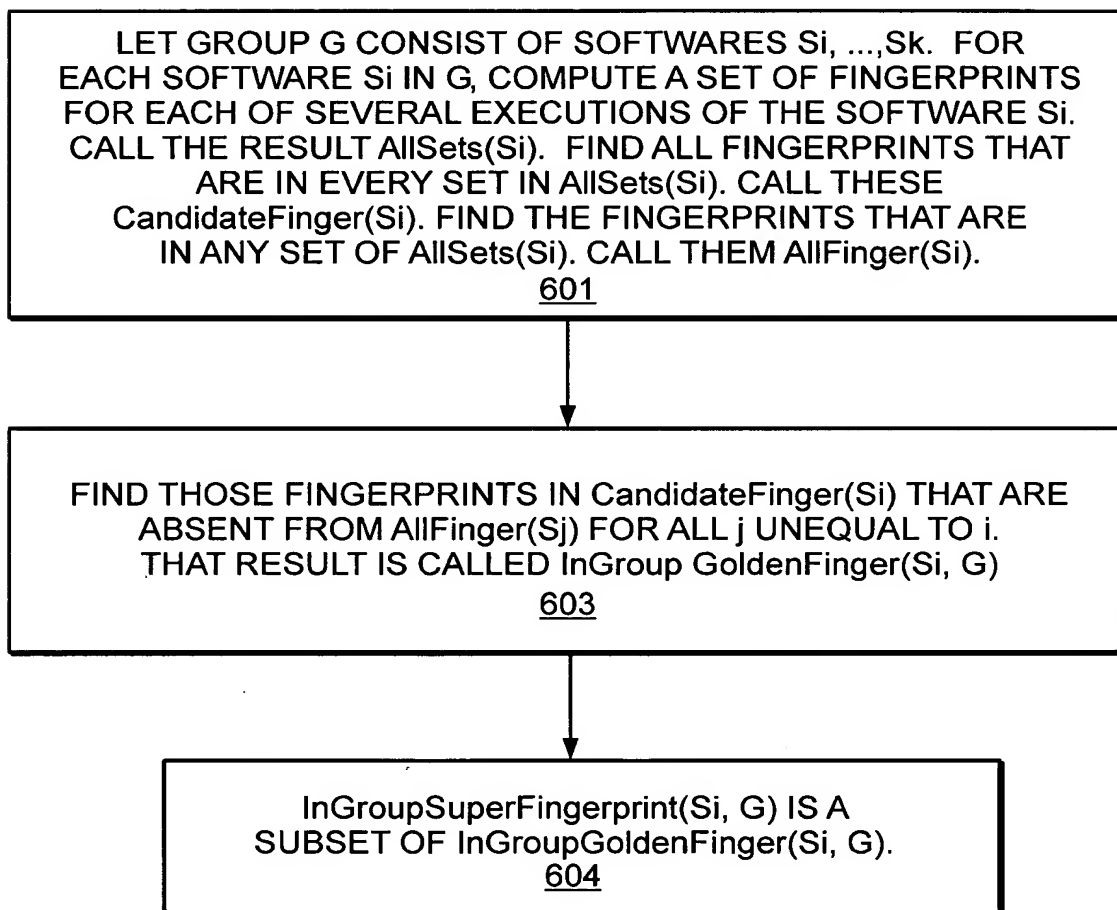 LET GROUP G CONSIST OF SOFTWARES Si, ...,Sk. FOR
EACH SOFTWARE Si IN G, COMPUTE A SET OF FINGERPRINTS
FOR EACH OF SEVERAL EXECUTIONS OF THE SOFTWARE Si.
CALL THE RESULT AllSets(Si). FIND ALL FINGERPRINTS THAT
ARE IN EVERY SET IN AllSets(Si). CALL THESE
CandidateFinger(Si). FIND THE FINGERPRINTS THAT ARE
IN ANY SET OF AllSets(Si). CALL THEM AllFinger(Si).
601
FIND THOSE FINGERPRINTS IN CandidateFinger(Si) THAT ARE
ABSENT FROM AllFinger(Sj) FOR ALL j UNEQUAL TO i.
THAT RESULT IS CALLED InGroup GoldenFinger(Si, G)
603
InGroupSuperFingerprint(Si, G) IS A
SUBSET OF InGroupGoldenFinger(Si, G).
604